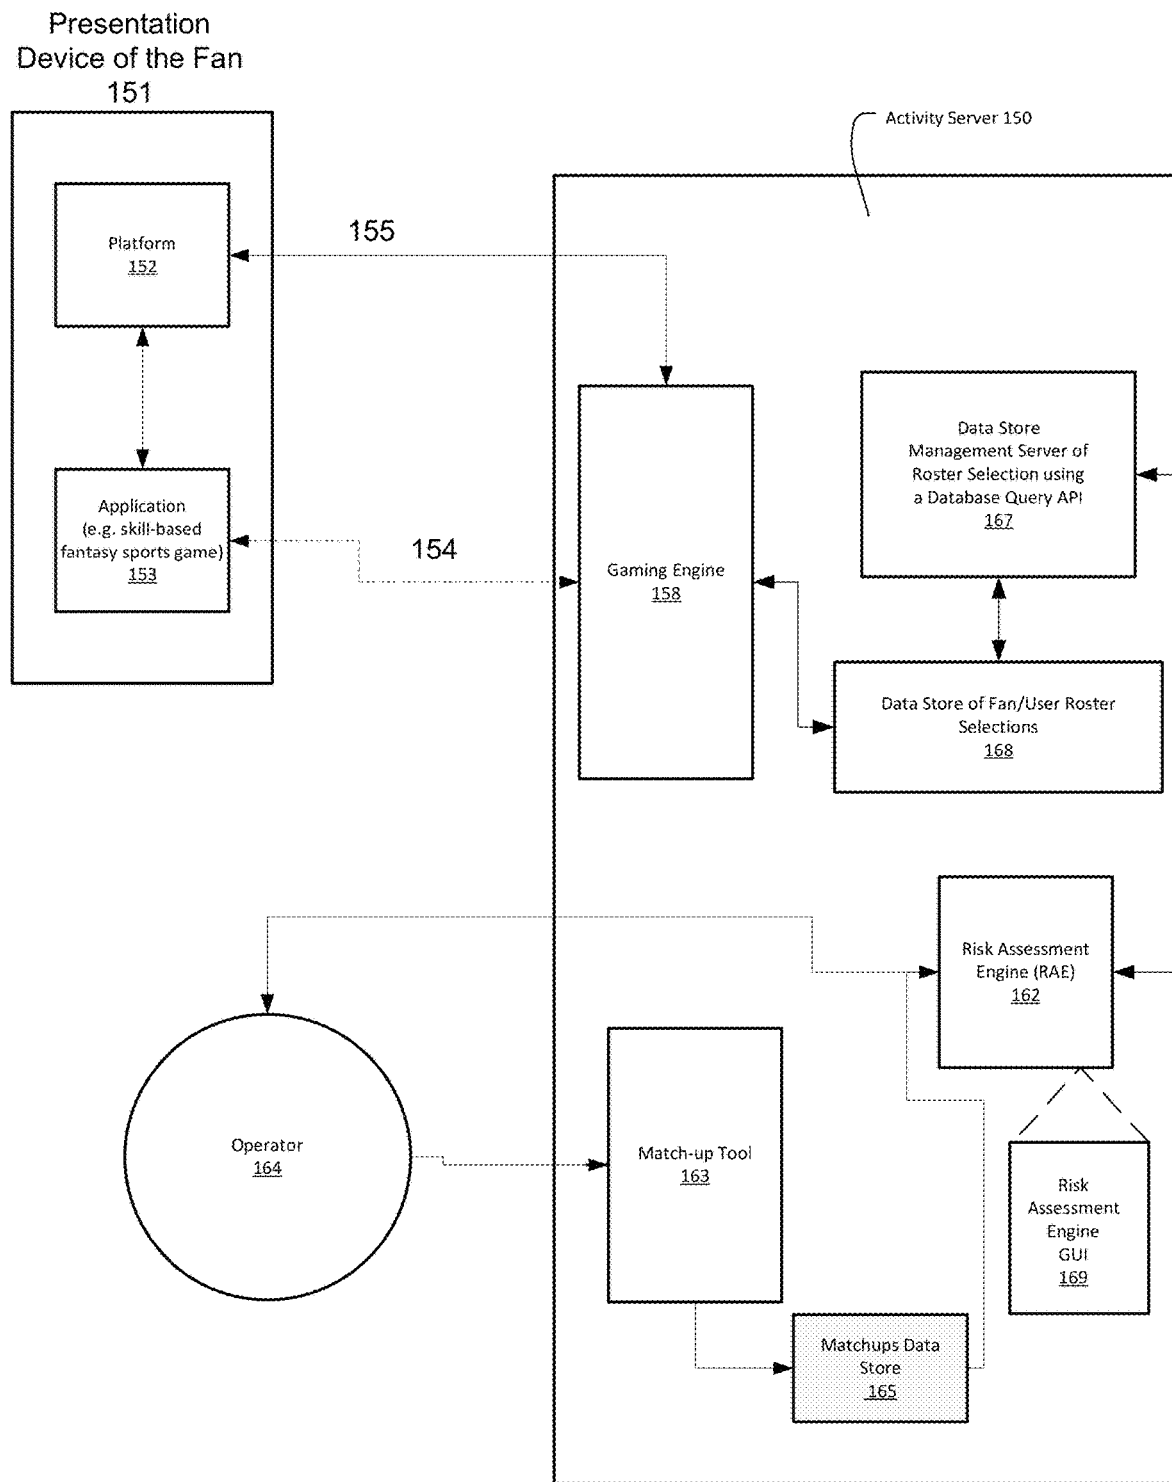 Presentation
Device of the Fan
151
Activity Server 150
Platform
152
155
Application
(e.g. skill-based
fantasy sports game)
153
154
Gaming Engine
158
Data Store
Management Server of
Roster Selection using
a Database Query API
167
Data Store of Fan/User Roster
Selections
168
Risk Assessment
Engine (RAE)
162
Operator
164
Match-up Tool
163
Risk
Assessment
Engine
GUI
169
Matchups Data
Store
165